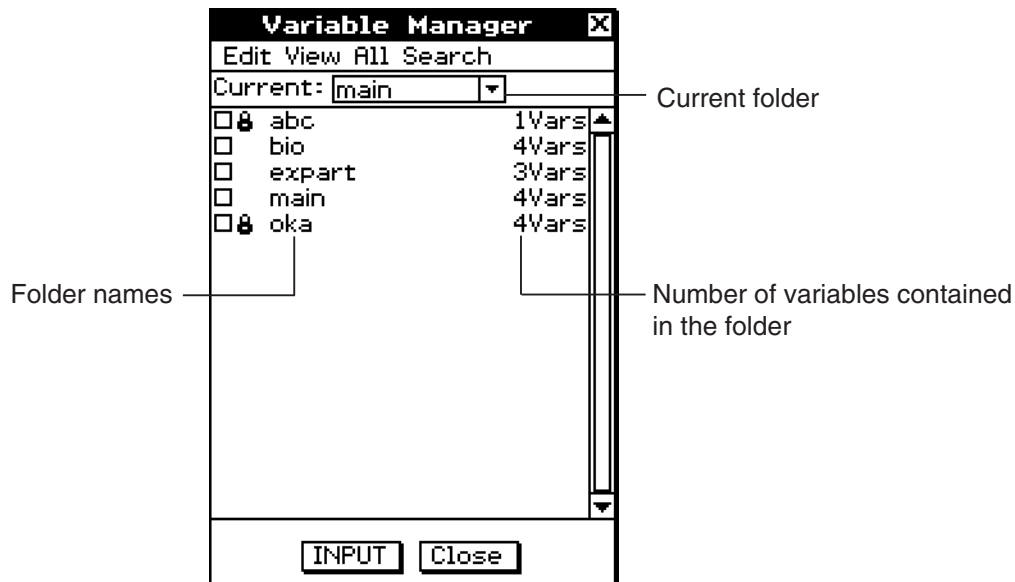 Variable Manager
Edit View All Search
Current: main
Current folder
abc 1Vars
bio 4Vars
expart 3Vars
main 4Vars
oka 4Vars
Folder names
Number of variables contained
in the folder
INPUT Close